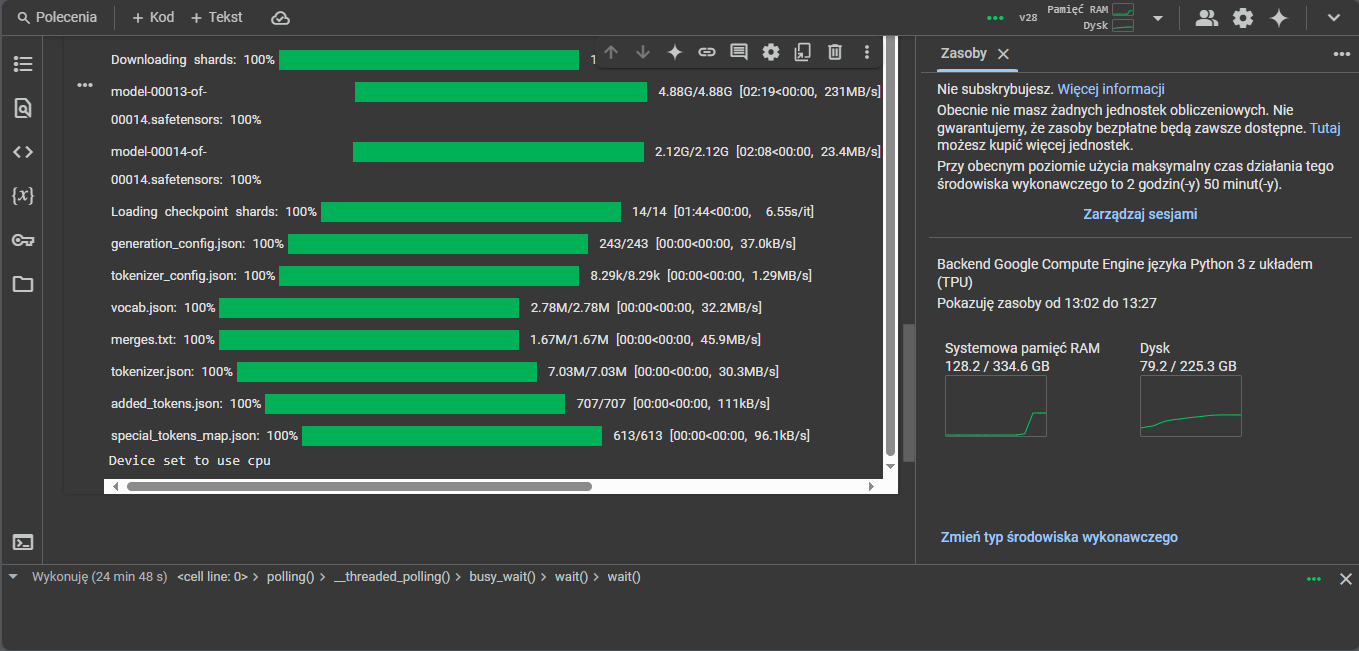 Polecenia
+ Kod
+ Tekst
v28
Pamięć RAM
Dysk
Downloading shards: 100%
model-00013-of-
00014.safetensors: 100%
4.88G/4.88G [02:19<00:00, 231MB/s]
model-00014-of-
00014.safetensors: 100%
2.12G/2.12G [02:08<00:00, 23.4MB/s]
Loading checkpoint shards: 100%
14/14 [01:44<00:00, 6.55s/it]
generation_config.json: 100%
243/243 [00:00<00:00, 37.0kB/s]
tokenizer_config.json: 100%
8.29k/8.29k [00:00<00:00, 1.29MB/s]
vocab.json: 100%
2.78M/2.78M [00:00<00:00, 32.2MB/s]
merges.txt: 100%
1.67M/1.67M [00:00<00:00, 45.9MB/s]
tokenizer.json: 100%
7.03M/7.03M [00:00<00:00, 30.3MB/s]
added_tokens.json: 100%
707/707 [00:00<00:00, 111kB/s]
special_tokens_map.json: 100%
613/613 [00:00<00:00, 96.1kB/s]
Device set to use cpu
Zasoby
Nie subskrybujesz. Więcej informacji
Obecnie nie masz żadnych jednostek obliczeniowych. Nie
gwarantujemy, że zasoby bezpłatne będą zawsze dostępne. Tutaj
możesz kupić więcej jednostek.
Przy obecnym poziomie użycia maksymalny czas działania tego
środowiska wykonawczego to 2 godzin(-y) 50 minut(-y).
Zarządzaj sesjami
Backend Google Compute Engine języka Python 3 z układem
(TPU)
Pokazuję zasoby od 13:02 do 13:27
Systemowa pamięć RAM
128.2 / 334.6 GB
Dysk
79.2 / 225.3 GB
Zmień typ środowiska wykonawczego
Wykonuję (24 min 48 s) <cell line: 0> > polling() > __threaded_polling() > busy_wait() > wait() > wait()